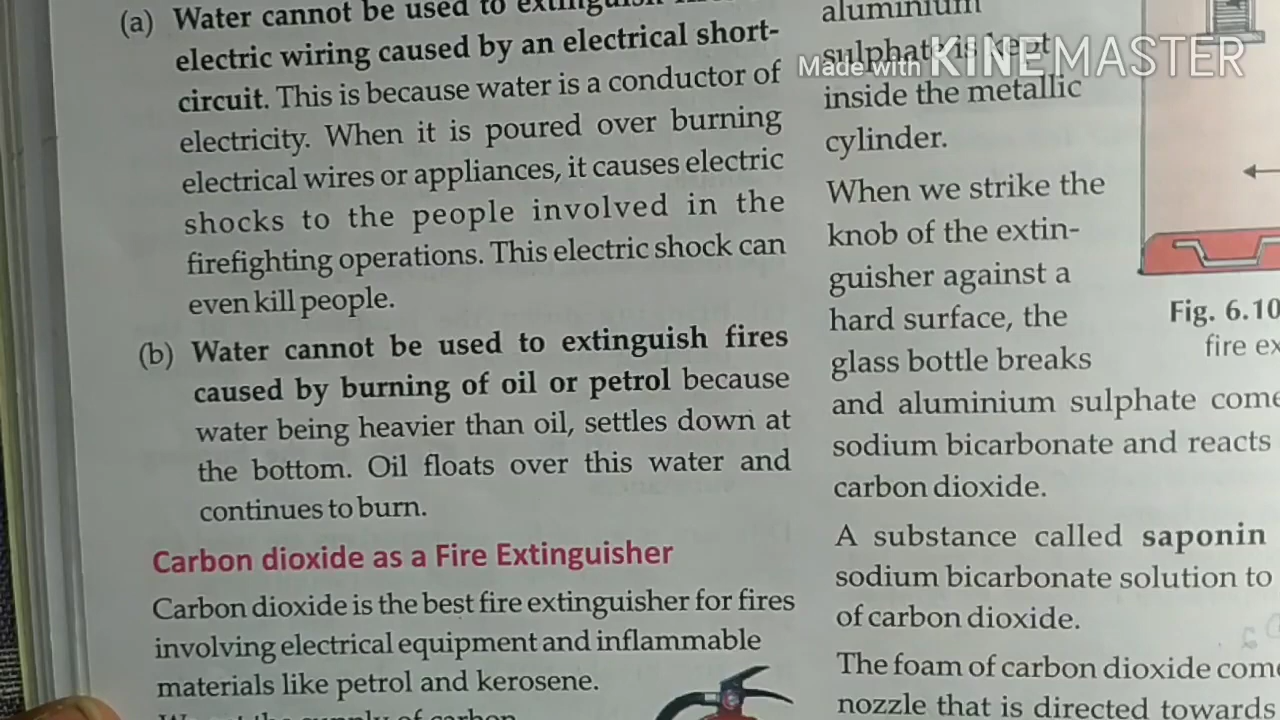 (a) Water cannot be used to extinguish
electric wiring caused by an electrical short-
circuit. This is because water is a conductor of
electricity. When it is poured over burning
electrical wires or appliances, it causes electric
shocks to the people involved in the
firefighting operations. This electric shock can
even kill people.
(b) Water cannot be used to extinguish fires
caused by burning of oil or petrol because
water being heavier than oil, settles down at
the bottom. Oil floats over this water and
continues to burn.
Carbon dioxide as a Fire Extinguisher
Carbon dioxide is the best fire extinguisher for fires
involving electrical equipment and inflammable
materials like petrol and kerosene.
aluminium
sulphate is kept
inside the metallic
cylinder.
When we strike the
knob of the extin-
guisher against a
hard surface, the
glass bottle breaks
and aluminium sulphate come
sodium bicarbonate and reacts
carbon dioxide.
A substance called saponin
sodium bicarbonate solution to
of carbon dioxide.
The foam of carbon dioxide come
nozzle that is directed towards
Fig. 6.10
fire ex
Made with KINEMASTER